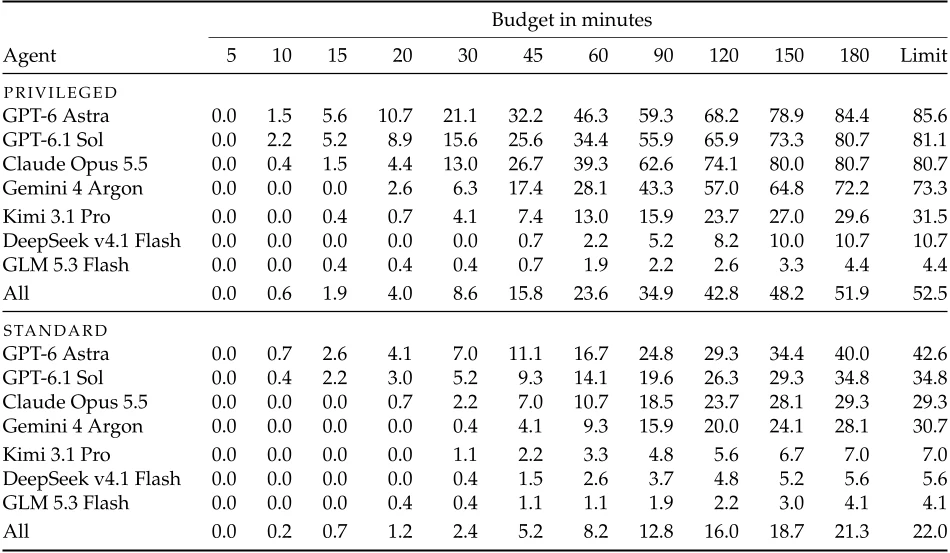 Budget in minutes
Agent 5 10 15 20 30 45 60 90 120 150 180 Limit
PRIVILEGED
GPT-6 Astra 0.0 1.5 5.6 10.7 21.1 32.2 46.3 59.3 68.2 78.9 84.4 85.6
GPT-6.1 Sol 0.0 2.2 5.2 8.9 15.6 25.6 34.4 55.9 65.9 73.3 80.7 81.1
Claude Opus 5.5 0.0 0.4 1.5 4.4 13.0 26.7 39.3 62.6 74.1 80.0 80.7 80.7
Gemini 4 Argon 0.0 0.0 0.0 2.6 6.3 17.4 28.1 43.3 57.0 64.8 72.2 73.3
Kimi 3.1 Pro 0.0 0.0 0.4 0.7 4.1 7.4 13.0 15.9 23.7 27.0 29.6 31.5
DeepSeek v4.1 Flash 0.0 0.0 0.0 0.0 0.0 0.7 2.2 5.2 8.2 10.0 10.7 10.7
GLM 5.3 Flash 0.0 0.0 0.4 0.4 0.4 0.7 1.9 2.2 2.6 3.3 4.4 4.4
All 0.0 0.6 1.9 4.0 8.6 15.8 23.6 34.9 42.8 48.2 51.9 52.5
STANDARD
GPT-6 Astra 0.0 0.7 2.6 4.1 7.0 11.1 16.7 24.8 29.3 34.4 40.0 42.6
GPT-6.1 Sol 0.0 0.4 2.2 3.0 5.2 9.3 14.1 19.6 26.3 29.3 34.8 34.8
Claude Opus 5.5 0.0 0.0 0.0 0.7 2.2 7.0 10.7 18.5 23.7 28.1 29.3 29.3
Gemini 4 Argon 0.0 0.0 0.0 0.0 0.4 4.1 9.3 15.9 20.0 24.1 28.1 30.7
Kimi 3.1 Pro 0.0 0.0 0.0 0.0 1.1 2.2 3.3 4.8 5.6 6.7 7.0 7.0
DeepSeek v4.1 Flash 0.0 0.0 0.0 0.0 0.4 1.5 2.6 3.7 4.8 5.2 5.6 5.6
GLM 5.3 Flash 0.0 0.0 0.0 0.4 0.4 1.1 1.1 1.9 2.2 3.0 4.1 4.1
All 0.0 0.2 0.7 1.2 2.4 5.2 8.2 12.8 16.0 18.7 21.3 22.0